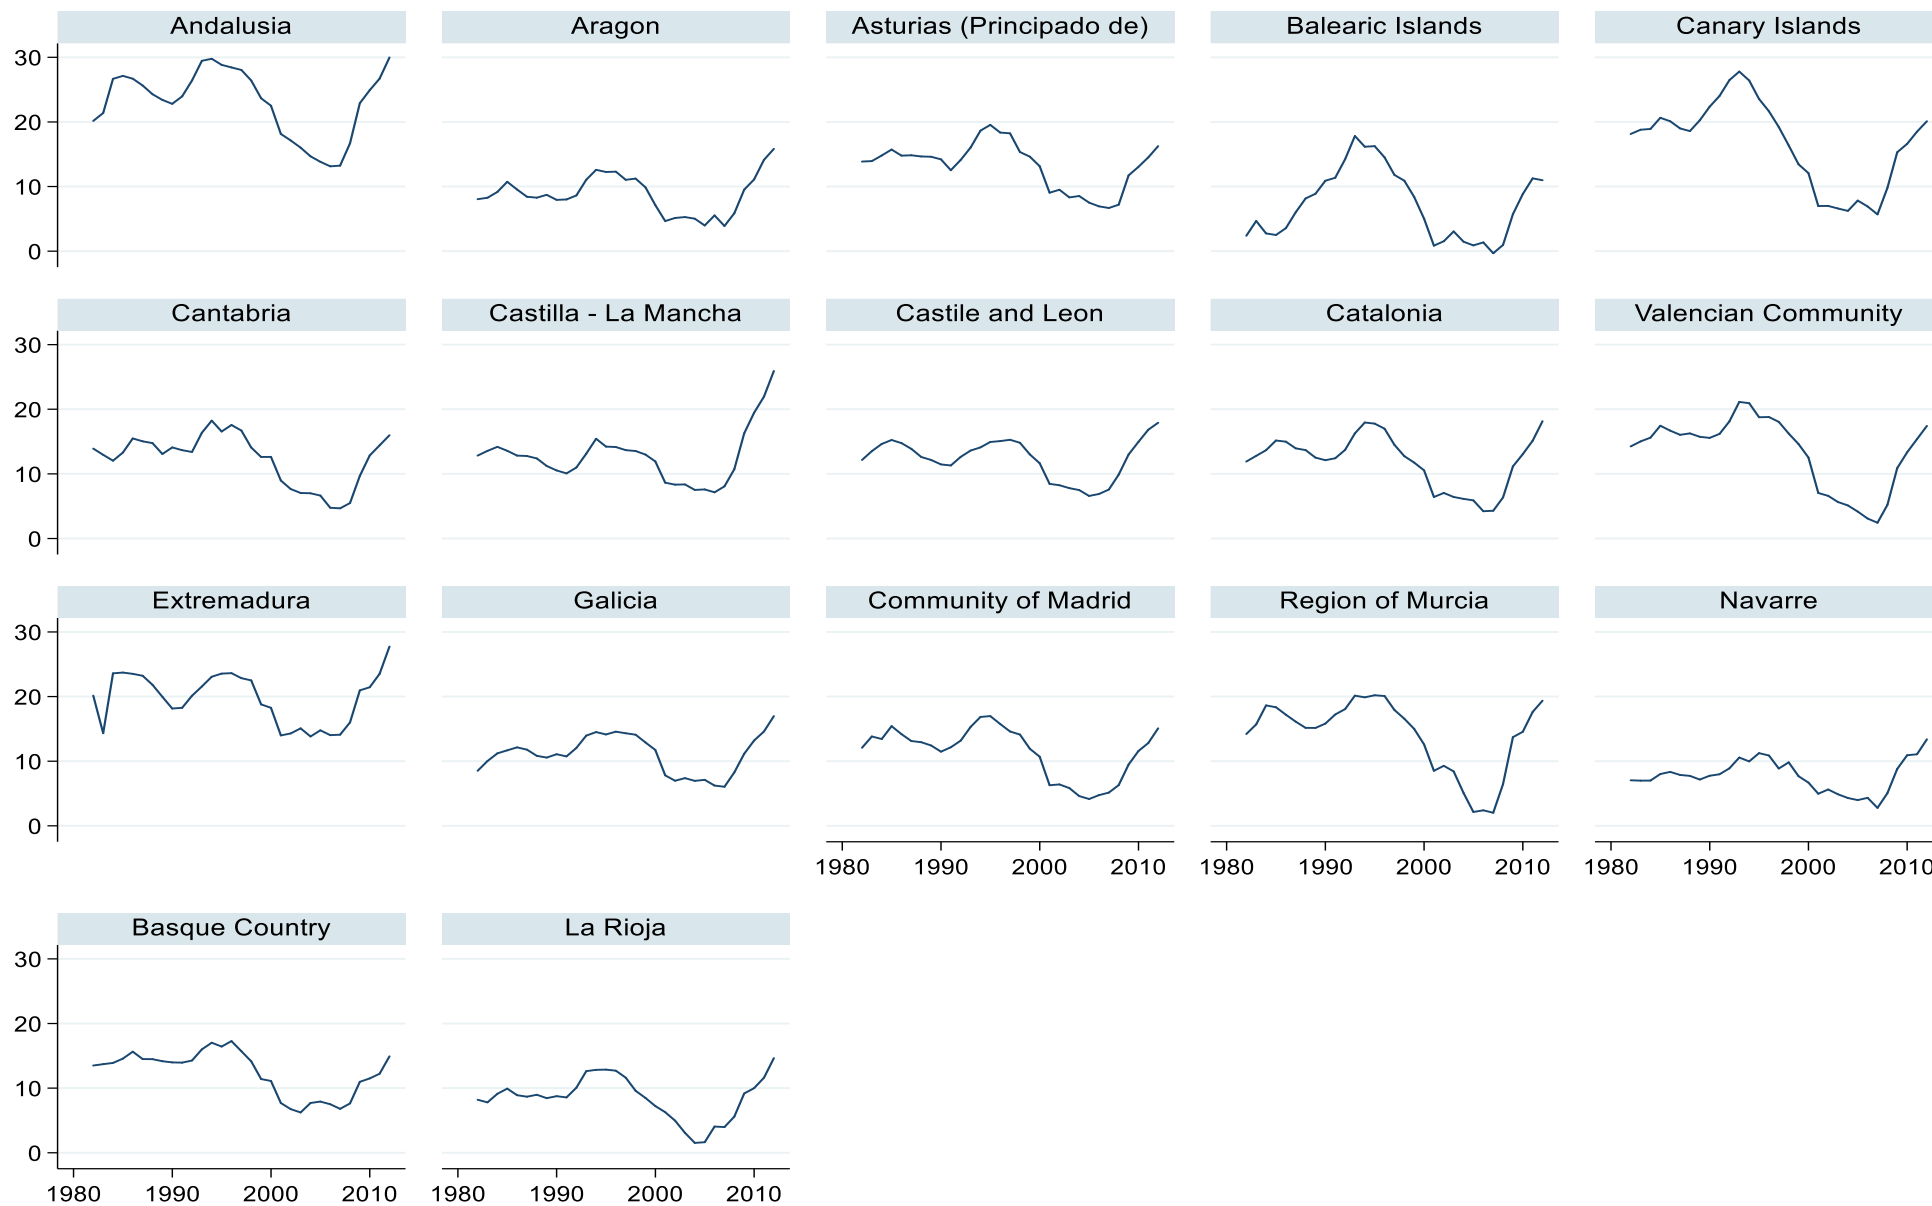 Andalusia
Aragon
Asturias (Principado de)
Balearic Islands
Canary Islands
30
20
10
0
Cantabria
Castilla - La Mancha
Castile and Leon
Catalonia
Valencian Community
30
20
10
0
Extremadura
Galicia
Community of Madrid
Region of Murcia
Navarre
30
20
10
0
1980 1990 2000 2010
1980 1990 2000 2010
1980 1990 2000 2010
Basque Country
La Rioja
30
20
10
0
1980 1990 2000 2010
1980 1990 2000 2010